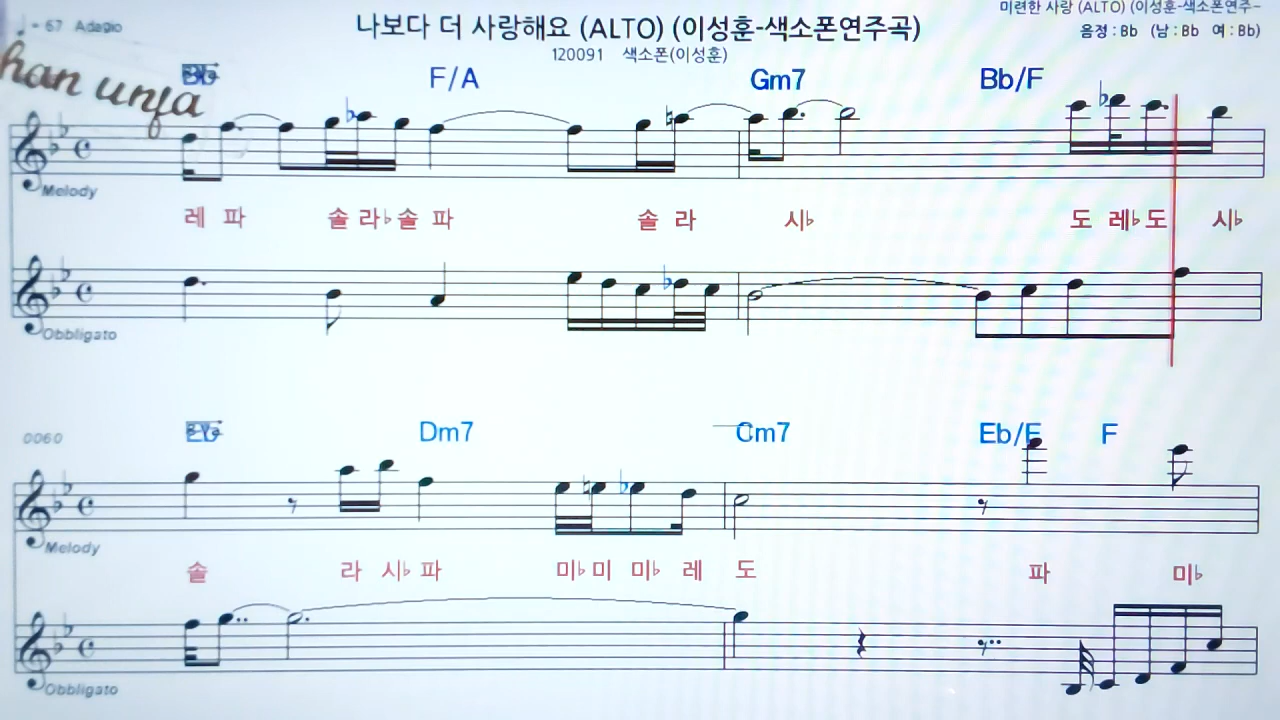 ♩= 67 Adagio
나보다 더 사랑해요 (ALTO) (이성훈-색소폰연주곡)
미련한 사랑 (ALTO) (이성훈-색소폰연주~
120091 색소폰(이성훈)
음정 : Bb (남 : Bb 여 : Bb)
han unja
Bb F/A Gm7 Bb/F
Melody
레 파 솔 라♭ 솔 파 솔 라 시♭ 도 레♭ 도 시♭
Obbligato
0060
Eb Dm7 Cm7 Eb/F F
Melody
솔 라 시♭ 파 미♭ 미 미♭ 레 도 파 미♭
Obbligato